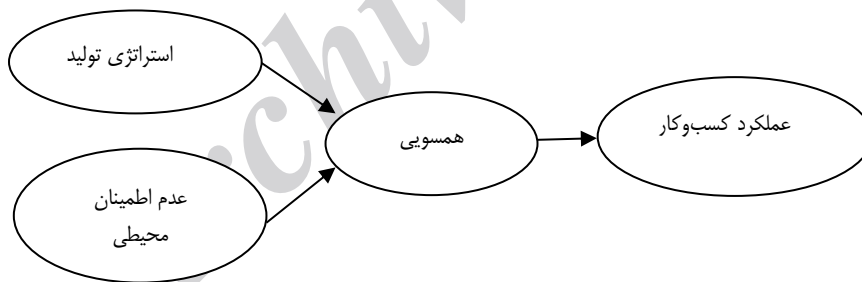 استراتژی تولید
عدم اطمینان
محیطی
همسویی
عملکرد کسب‌وکار